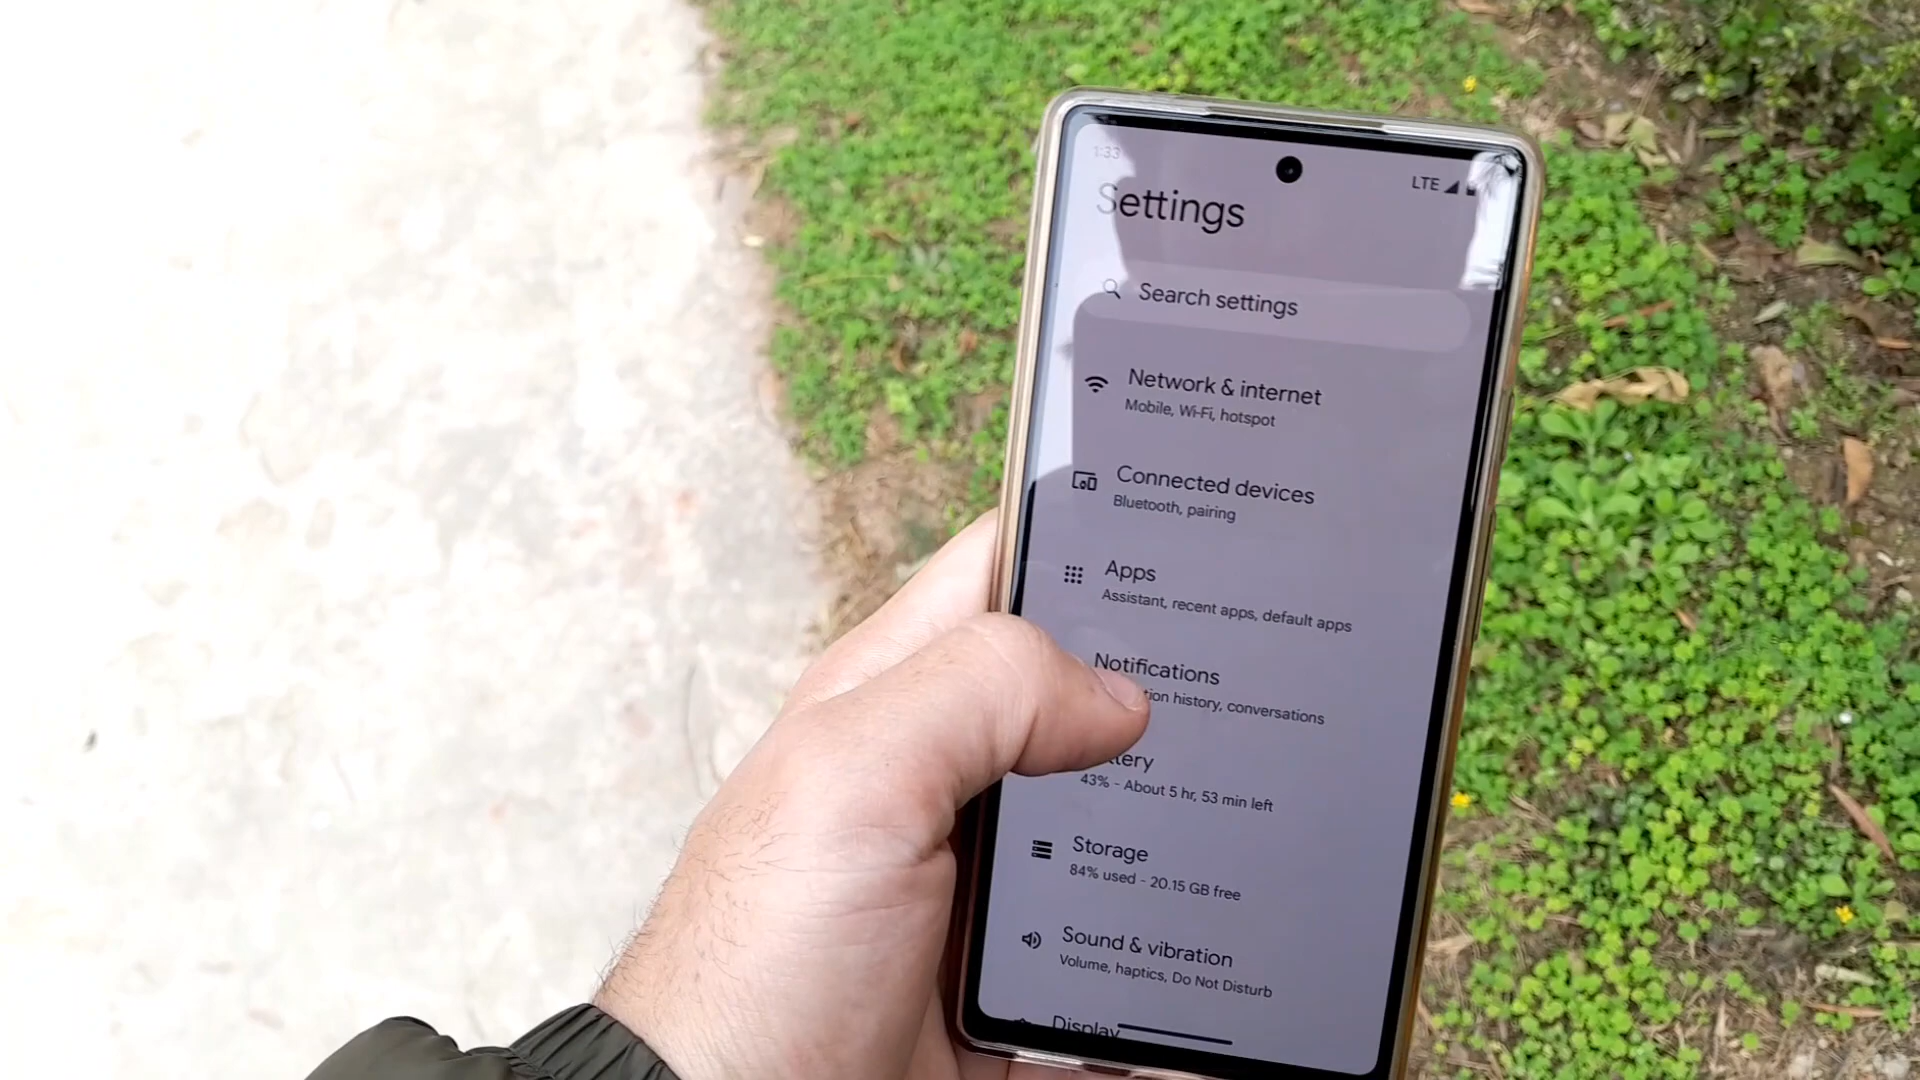 1:33
LTE
Settings
Search settings
Network & internet
Mobile, Wi-Fi, hotspot
Connected devices
Bluetooth, pairing
Apps
Assistant, recent apps, default apps
Notifications
history, conversations
43% - About 5 hr, 53 min left
Storage
84% used - 20.15 GB free
Sound & vibration
Volume, haptics, Do Not Disturb
Display